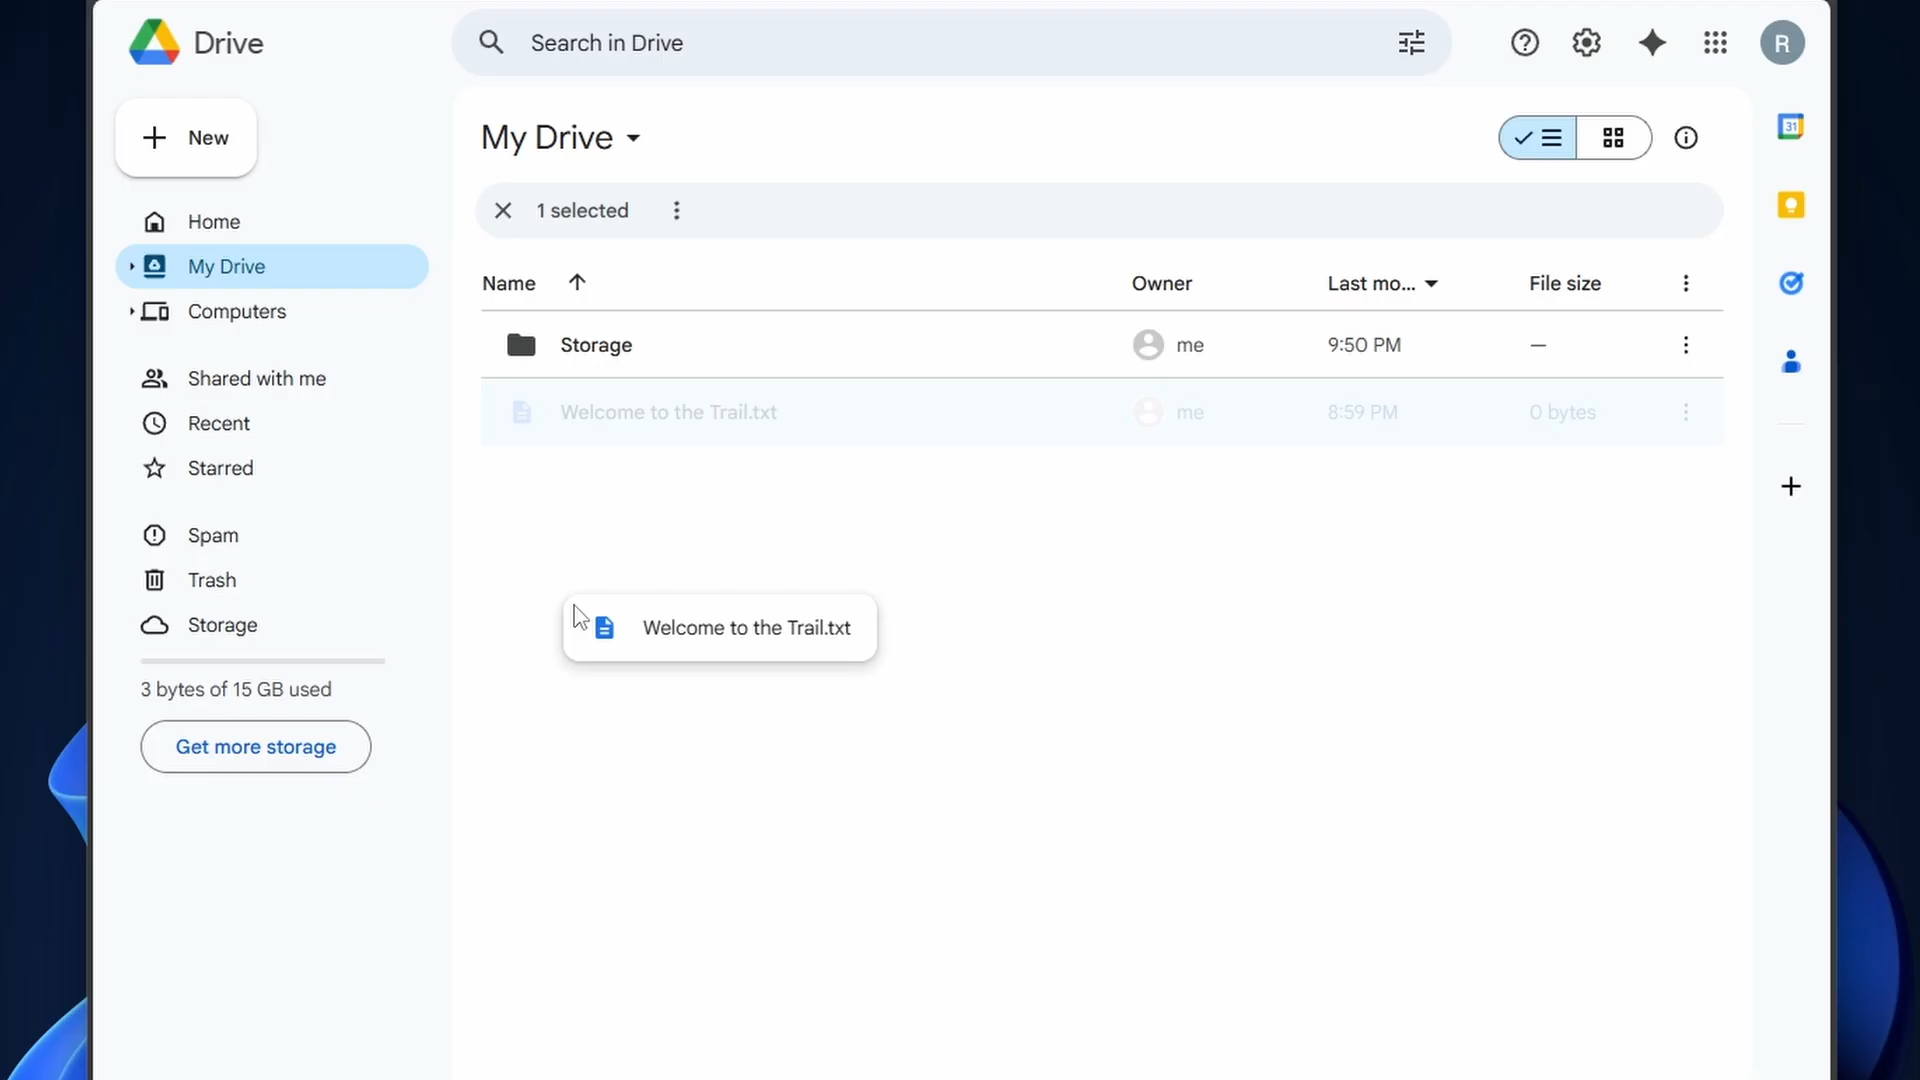 Drive
Search in Drive
R
New
My Drive
31
1 selected
Home
My Drive
Computers
Name Owner Last mo... File size
Storage me 9:50 PM —
Shared with me
Welcome to the Trail.txt me 8:59 PM 0 bytes
Recent
Starred
Spam
Trash
Storage
Welcome to the Trail.txt
3 bytes of 15 GB used
Get more storage